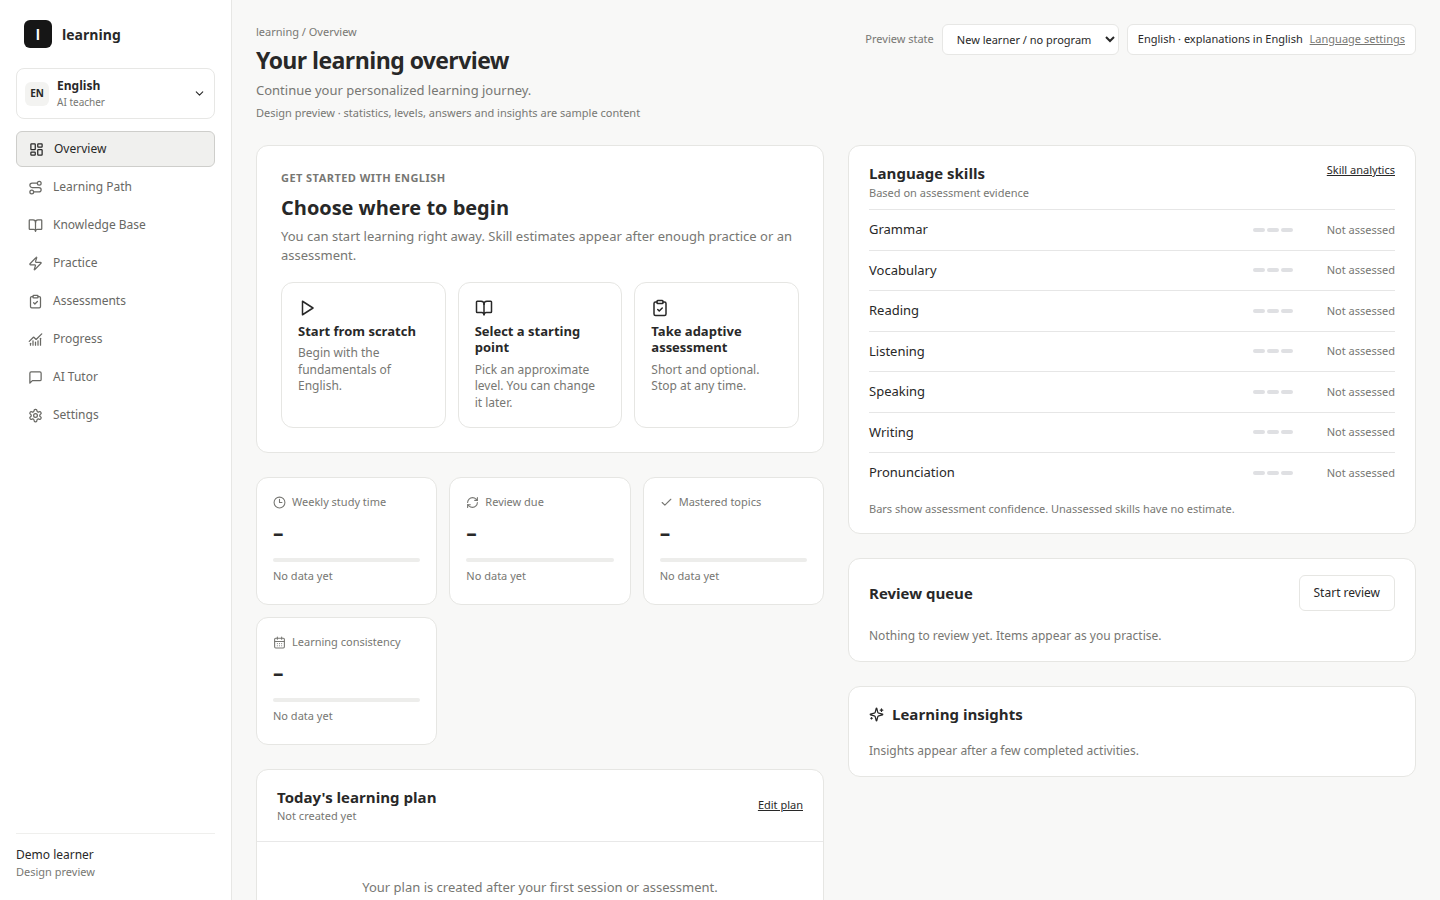 l learning
EN English
AI teacher
Overview
Learning Path
Knowledge Base
Practice
Assessments
Progress
AI Tutor
Settings
Demo learner
Design preview
learning / Overview
Your learning overview
Continue your personalized learning journey.
Design preview · statistics, levels, answers and insights are sample content
Preview state New learner / no program English · explanations in English Language settings
GET STARTED WITH ENGLISH
Choose where to begin
You can start learning right away. Skill estimates appear after enough practice or an
assessment.
Start from scratch
Begin with the
fundamentals of
English.
Select a starting
point
Pick an approximate
level. You can change
it later.
Take adaptive
assessment
Short and optional.
Stop at any time.
Weekly study time
–
No data yet
Review due
–
No data yet
Mastered topics
–
No data yet
Learning consistency
–
No data yet
Today's learning plan
Not created yet
Edit plan
Your plan is created after your first session or assessment.
Language skills
Based on assessment evidence
Skill analytics
Grammar Not assessed
Vocabulary Not assessed
Reading Not assessed
Listening Not assessed
Speaking Not assessed
Writing Not assessed
Pronunciation Not assessed
Bars show assessment confidence. Unassessed skills have no estimate.
Review queue
Start review
Nothing to review yet. Items appear as you practise.
Learning insights
Insights appear after a few completed activities.